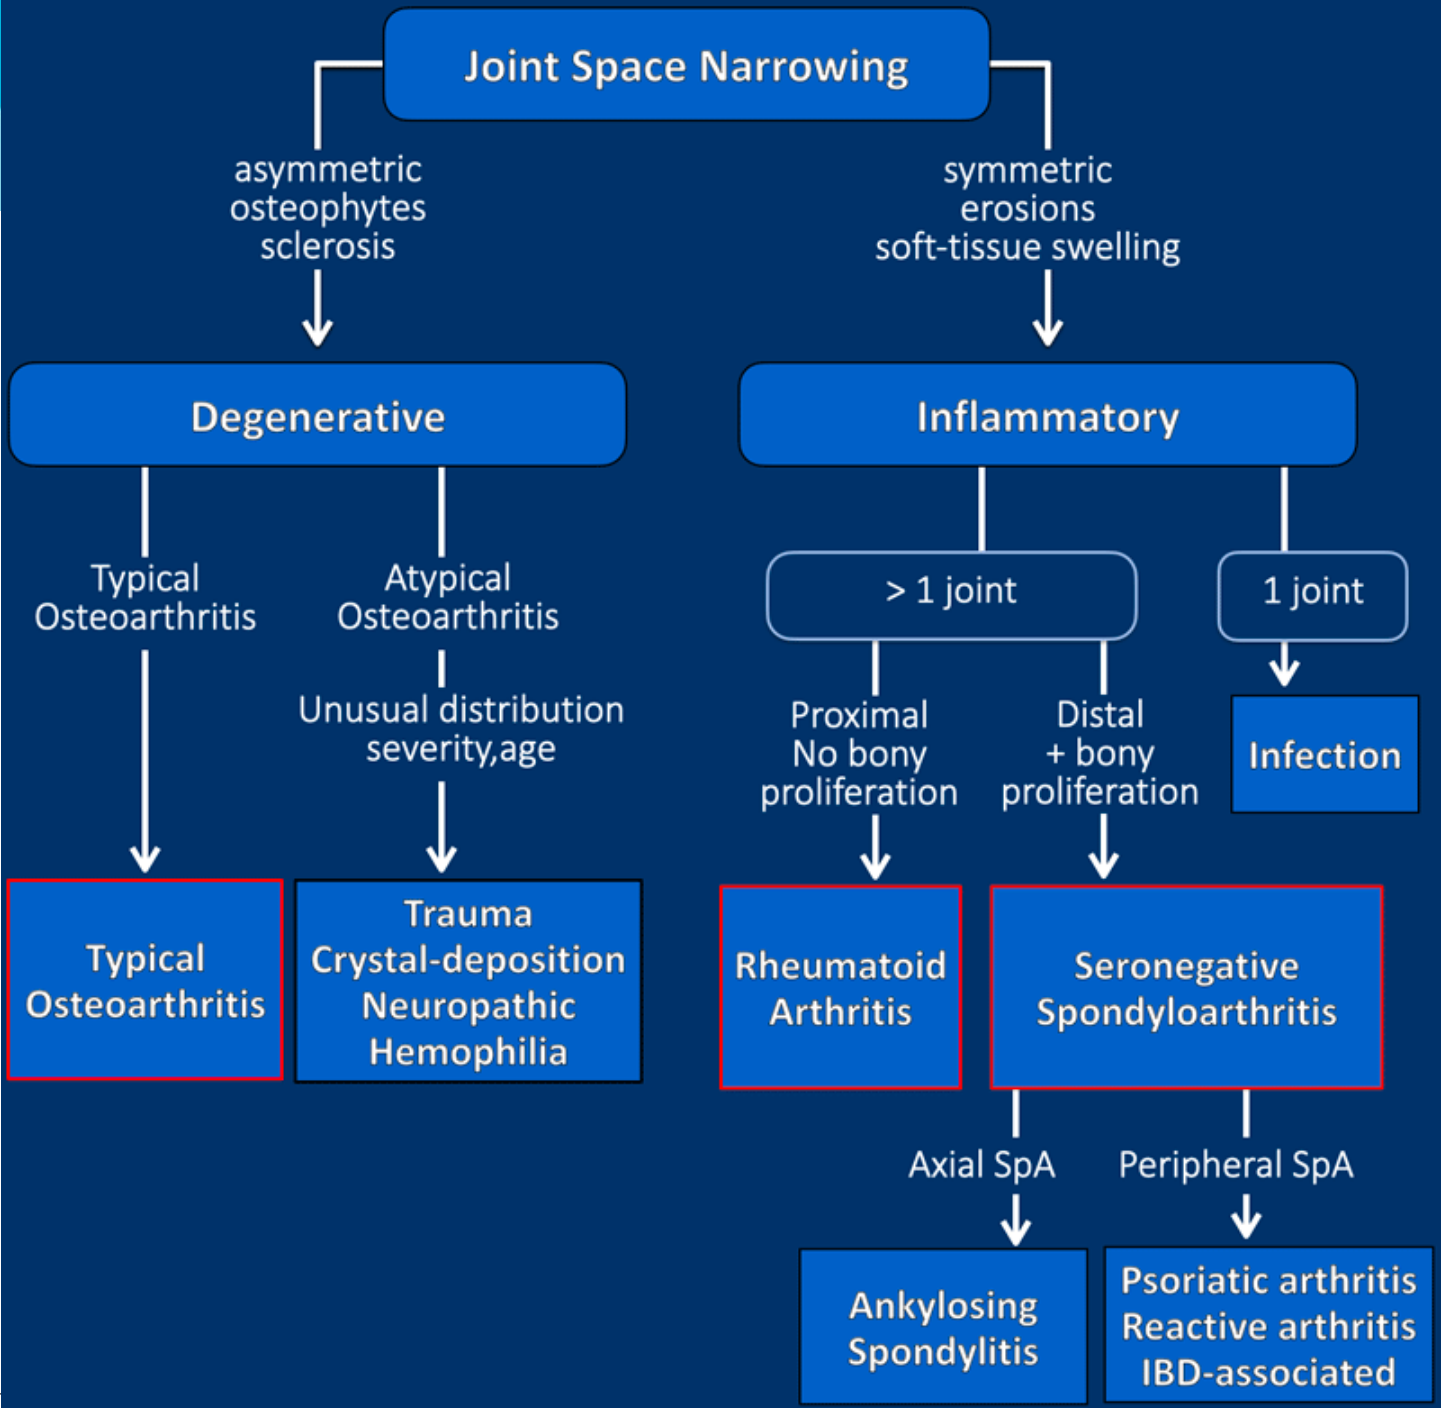 Joint Space Narrowing
asymmetric
osteophytes
sclerosis
symmetric
erosions
soft-tissue swelling
Degenerative
Inflammatory
Typical
Osteoarthritis
Atypical
Osteoarthritis
Unusual distribution
severity,age
> 1 joint
1 joint
Proximal
No bony
proliferation
Distal
+ bony
proliferation
Infection
Typical
Osteoarthritis
Trauma
Crystal-deposition
Neuropathic
Hemophilia
Rheumatoid
Arthritis
Seronegative
Spondyloarthritis
Axial SpA
Peripheral SpA
Ankylosing
Spondylitis
Psoriatic arthritis
Reactive arthritis
IBD-associated